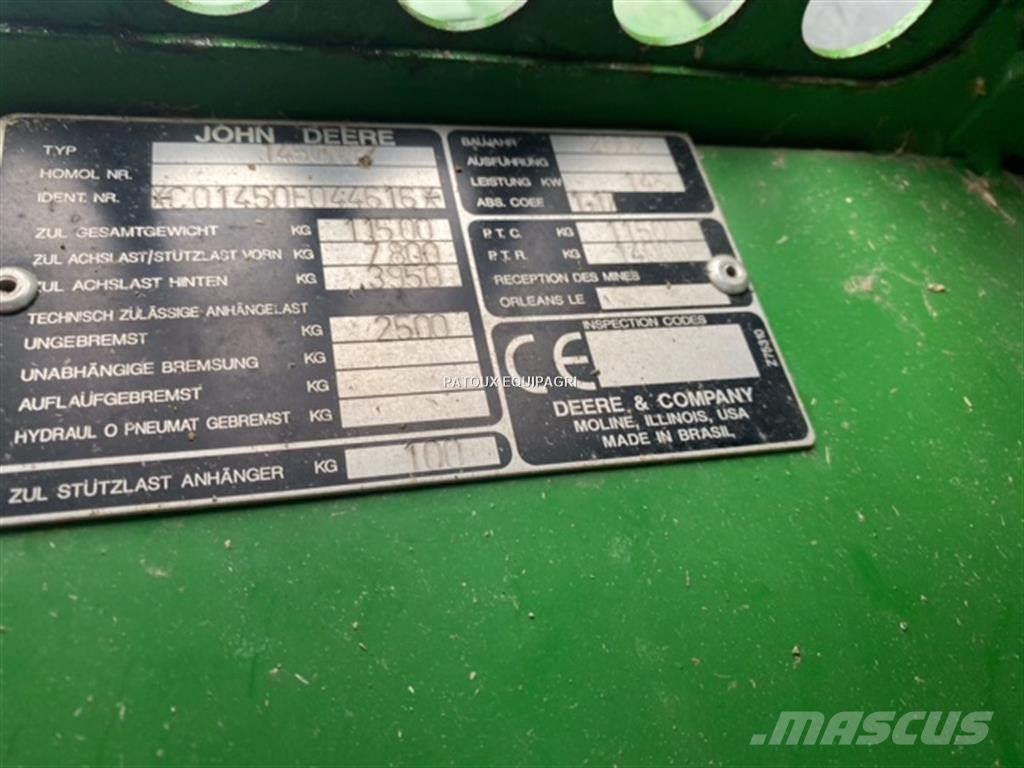 JOHN DEERE
TYP
HOMOL NR.
IDENT. NR. *CO1450E044616*
ZUL GESAMTGEWICHT KG 11500
ZUL ACHSLAST/STÜTZLAST VORN KG 7800
ZUL ACHSLAST HINTEN KG 3950
TECHNISCH ZULÄSSIGE ANHÄNGELAST
UNGEBREMST KG 2500
UNABHÄNGIGE BREMSUNG KG
AUFLAUFGEBREMST KG
HYDRAUL O PNEUMAT GEBREMST KG
ZUL STÜTZLAST ANHÄNGER KG 100
BAUJAHR
AUSFÜHRUNG
LEISTUNG KW
ABS. COEF
P.T.C. KG
P.T.R. KG
RECEPTION DES MINES
ORLEANS LE
INSPECTION CODES
CE
Z76310
DEERE & COMPANY
MOLINE, ILLINOIS, USA
MADE IN BRASIL
PATOUX EQUIPAGRI
MASCUS